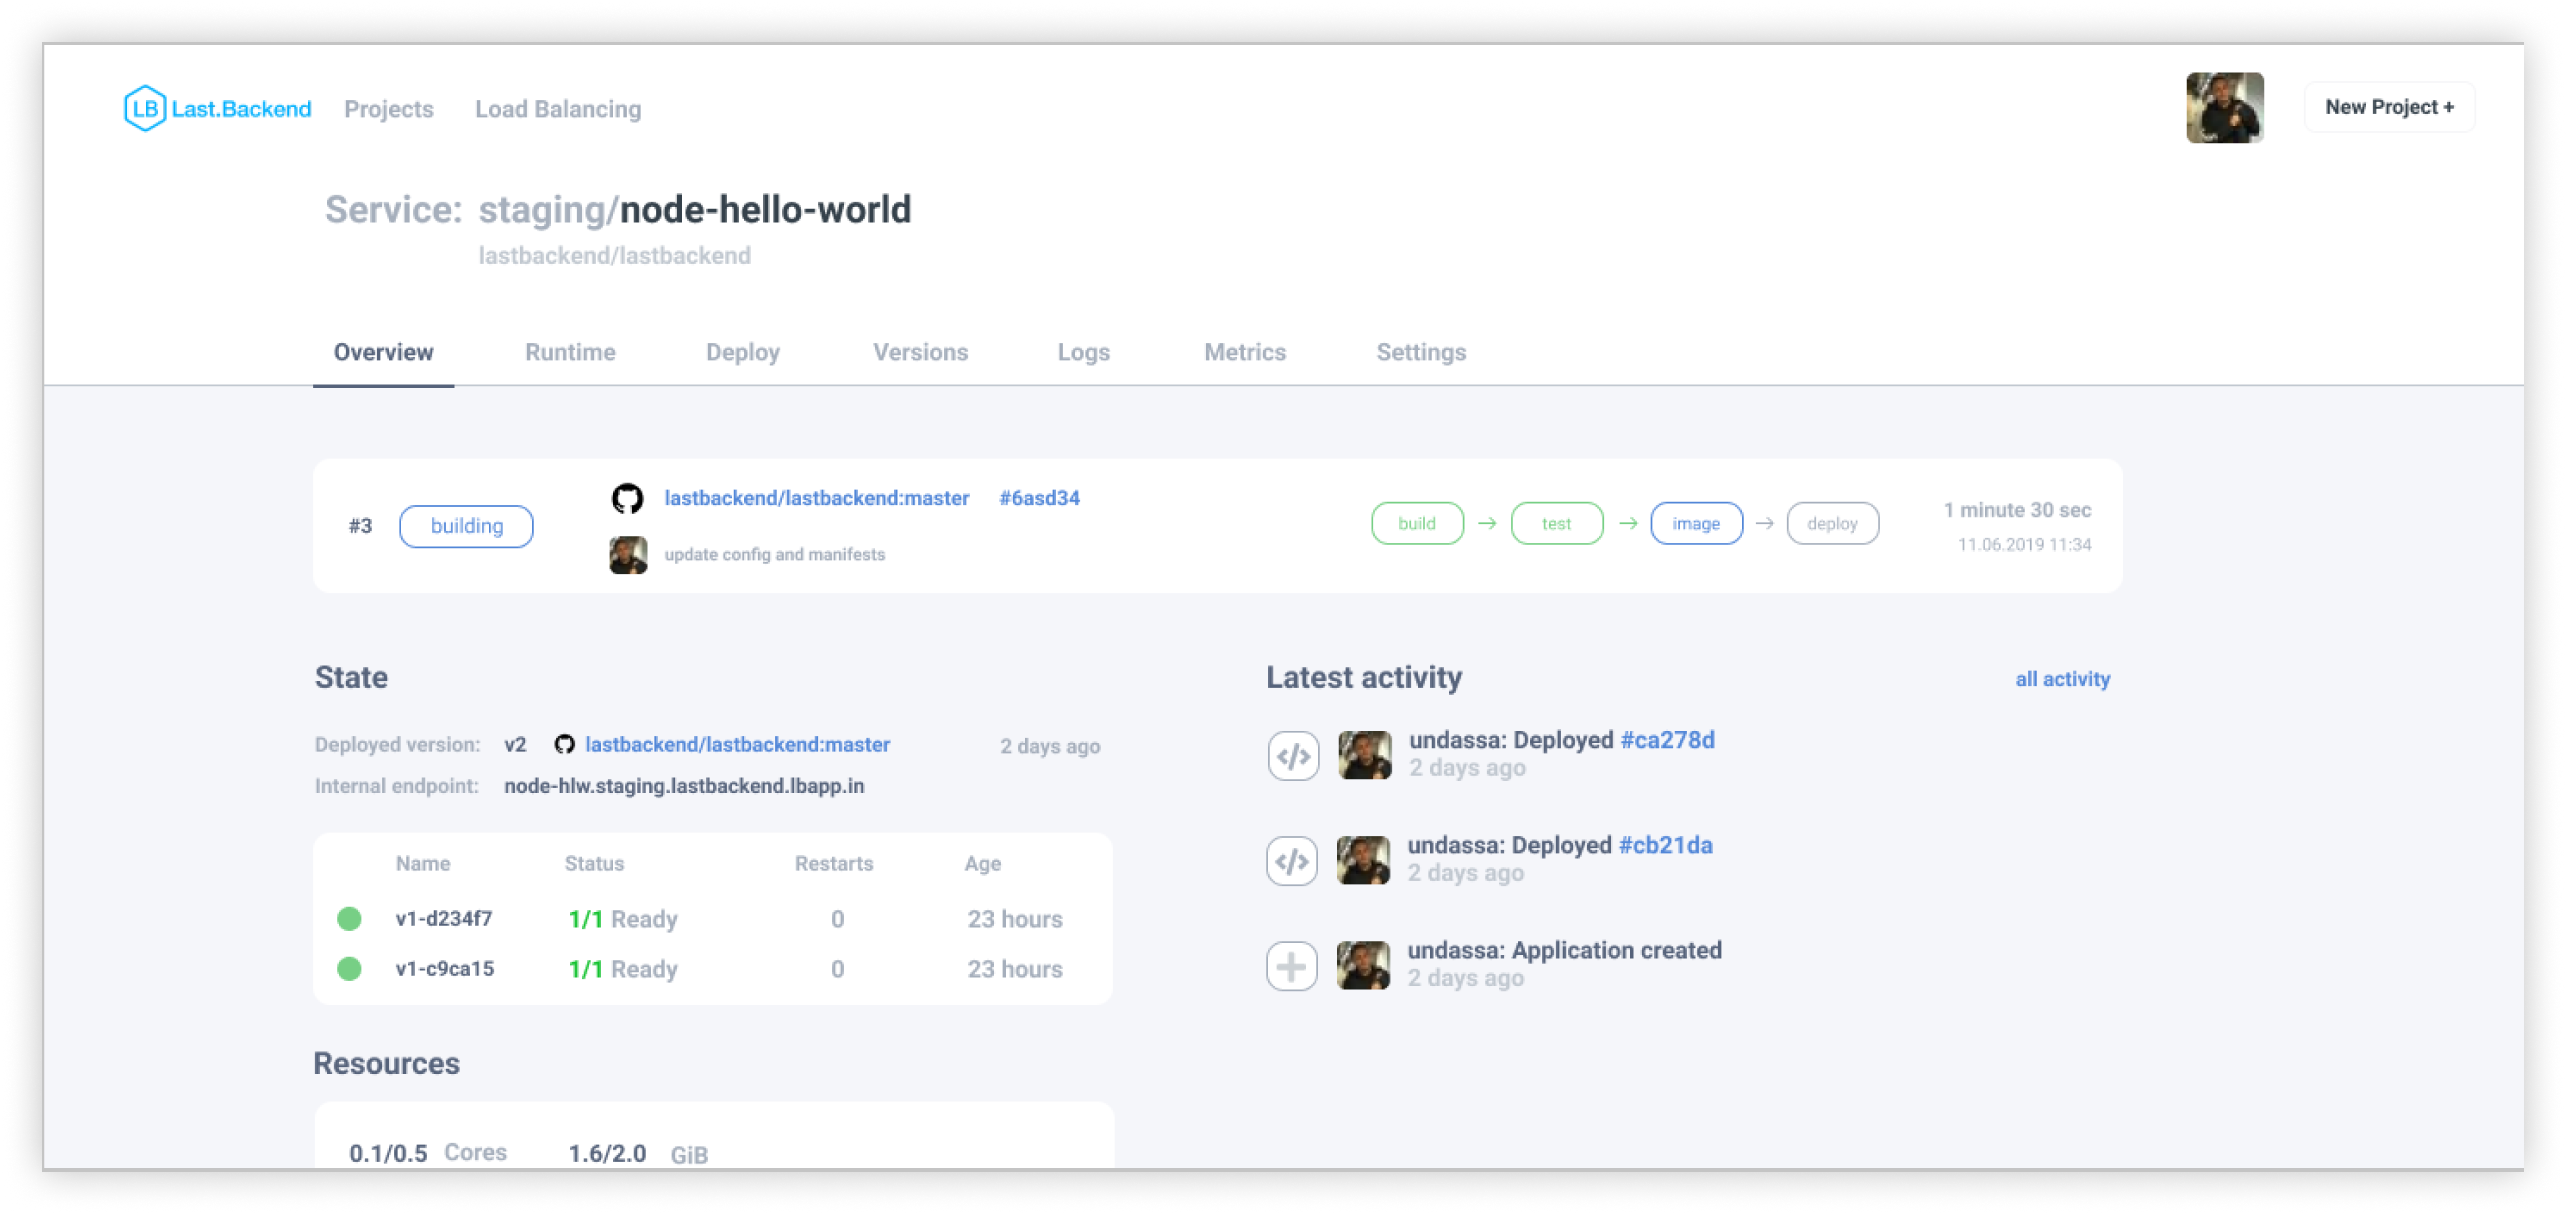 LB Last.Backend Projects Load Balancing New Project +
Service: staging/node-hello-world
lastbackend/lastbackend
Overview Runtime Deploy Versions Logs Metrics Settings
#3 building
lastbackend/lastbackend:master #6asd34
update config and manifests
build → test → image → deploy
1 minute 30 sec
11.06.2019 11:34
State
Deployed version: v2 lastbackend/lastbackend:master 2 days ago
Internal endpoint: node-hlw.staging.lastbackend.lbapp.in
Name Status Restarts Age
v1-d234f7 1/1 Ready 0 23 hours
v1-c9ca15 1/1 Ready 0 23 hours
Resources
0.1/0.5 Cores 1.6/2.0 GiB
Latest activity all activity
</> undassa: Deployed #ca278d
2 days ago
</> undassa: Deployed #cb21da
2 days ago
undassa: Application created
2 days ago